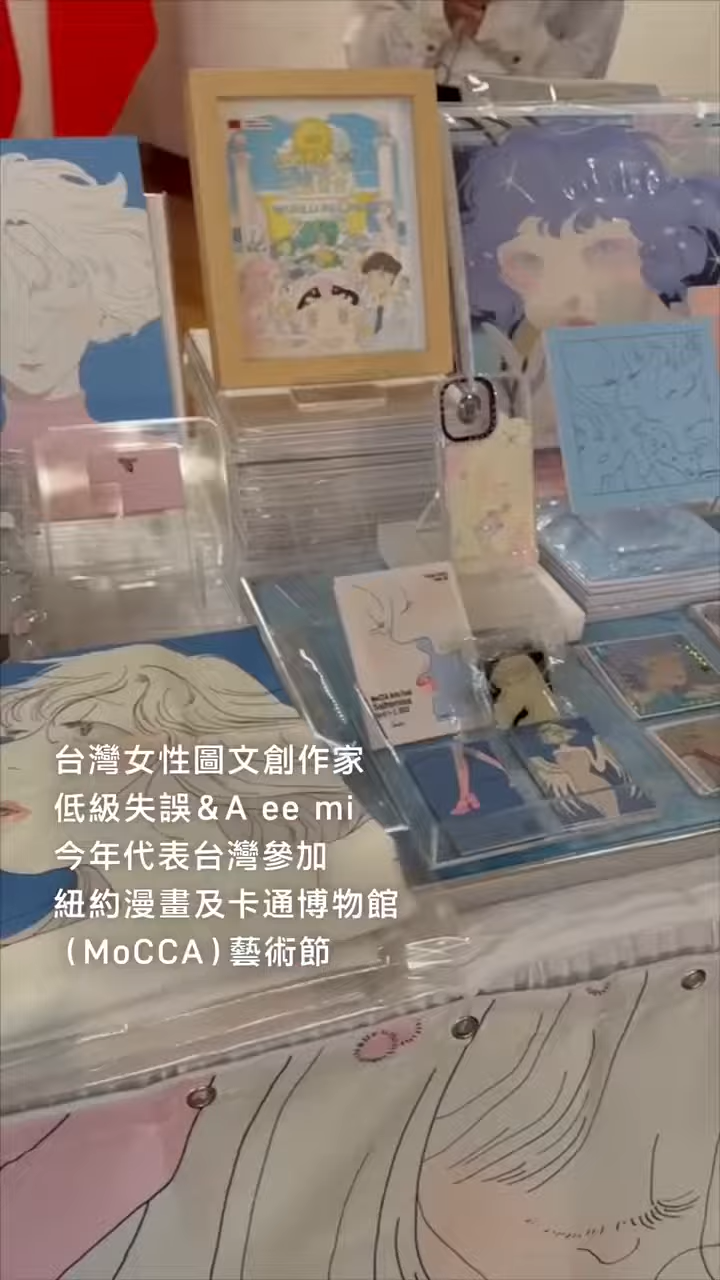 台灣女性圖文創作家
低級失誤&A ee mi
今年代表台灣參加
紐約漫畫及卡通博物館
(MoCCA)藝術節